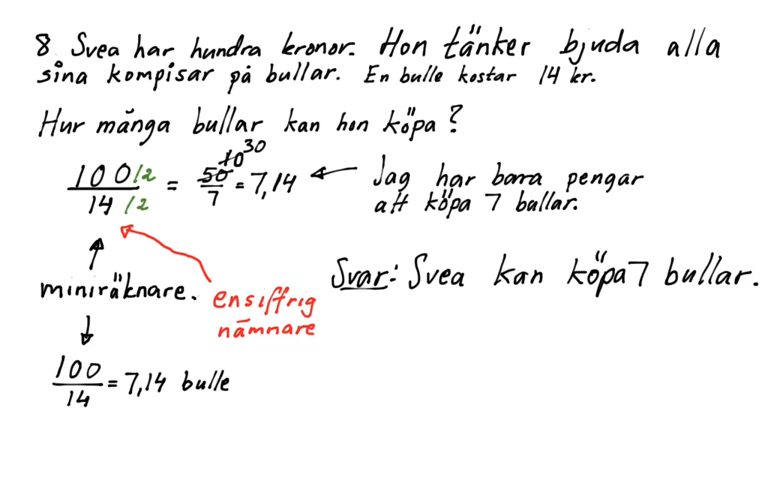 8 Svea har hundra kronor. Hon tänker bjuda alla
sina kompisar på bullar. En bulle kostar 14 kr.
Hur många bullar kan hon köpa?
100/2 / 14/2 = 50/7 = 7,14 ← Jag har bara pengar
10 30
att köpa 7 bullar.
miniräknare.
ensiffrig
nämnare
Svar: Svea kan köpa 7 bullar.
100/14 = 7,14 bulle